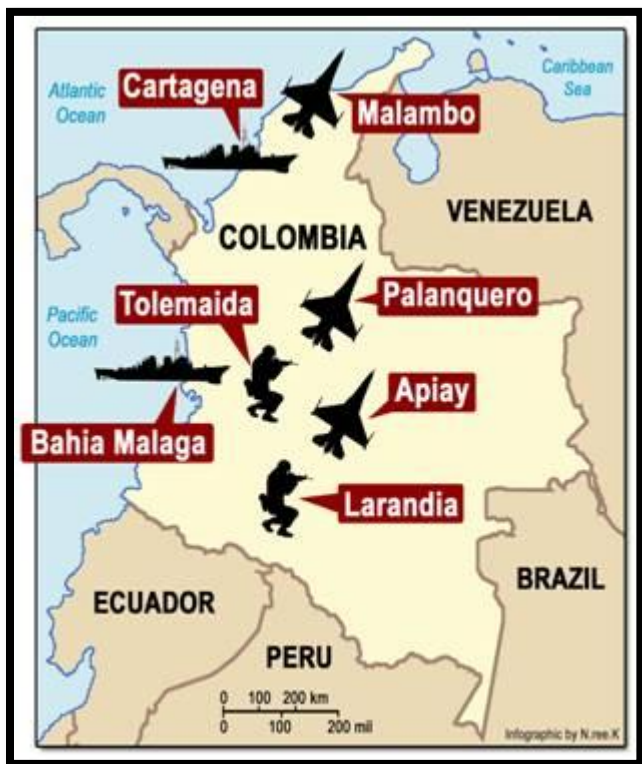 Atlantic
Ocean
Cartagena
Caribbean
Sea
Malambo
VENEZUELA
COLOMBIA
Tolemaida
Palanquero
Pacific
Ocean
Apiay
Bahia Malaga
Larandia
BRAZIL
ECUADOR
PERU
0 100 200 km
0 100 200 mil
Infographic by N.ree.K